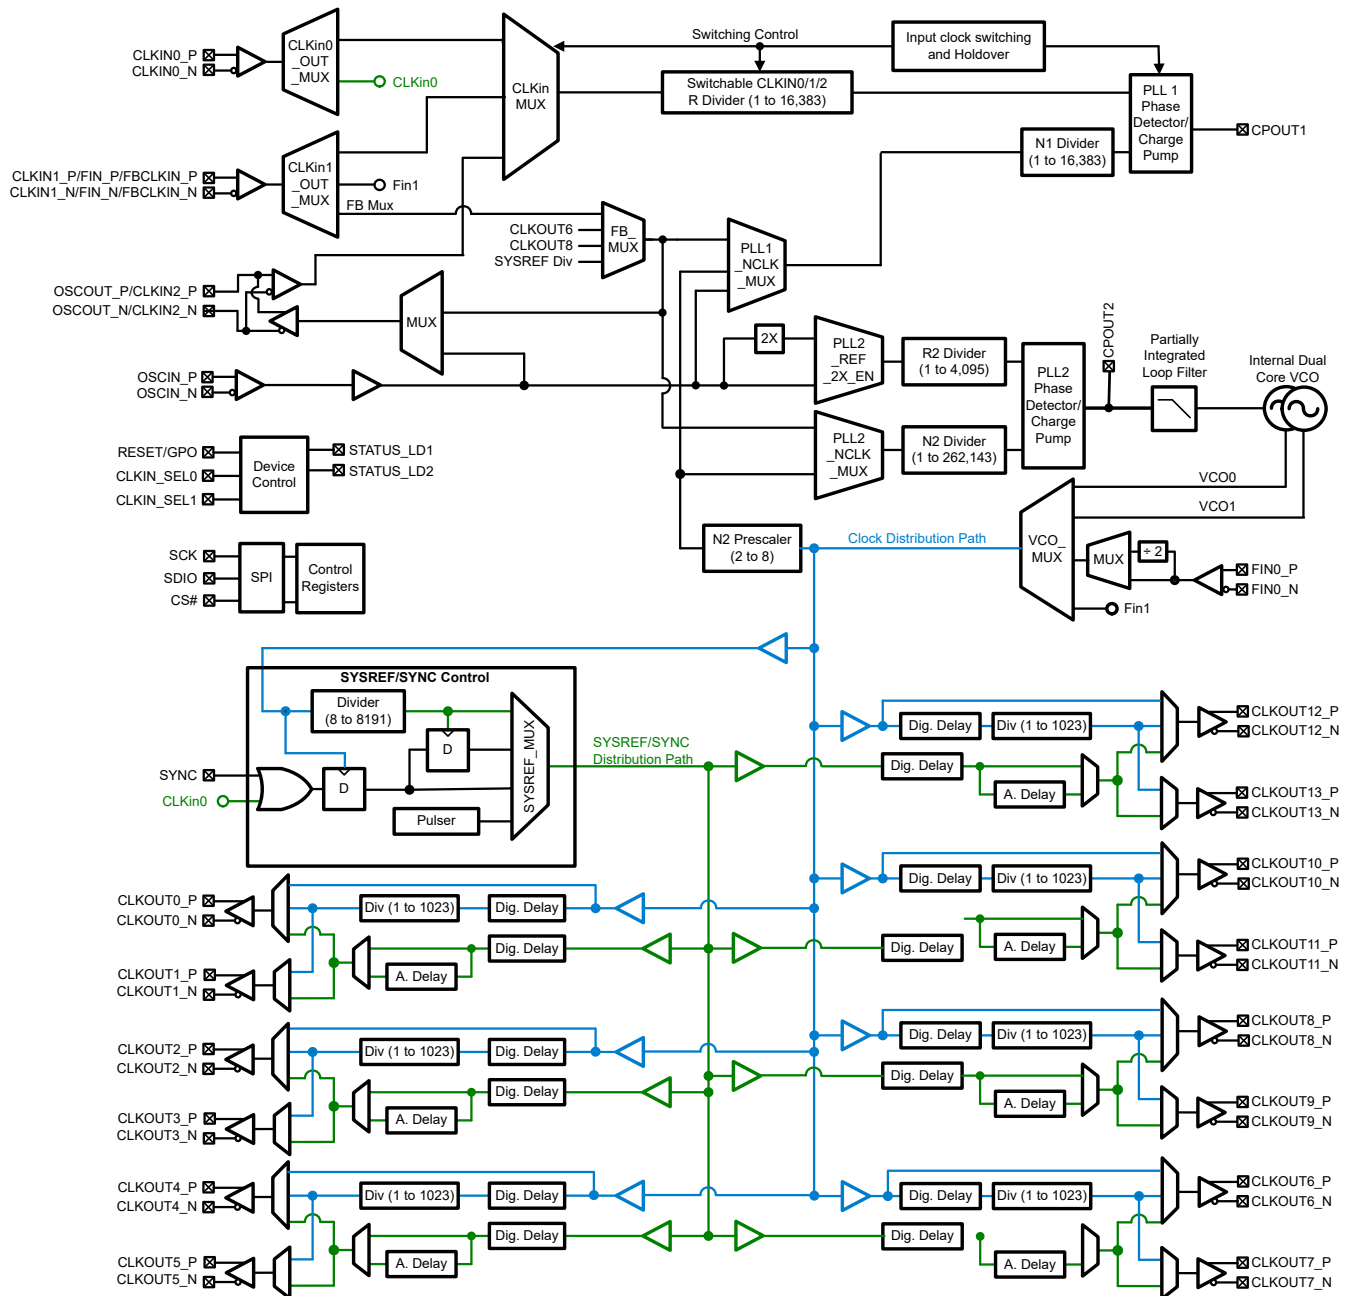 CLKIN0_P
CLKIN0_N
CLKin0
_OUT
_MUX
CLKin0
CLKin
MUX
Switching Control
Input clock switching
and Holdover
Switchable CLKIN0/1/2
R Divider (1 to 16,383)
PLL 1
Phase
Detector/
Charge
Pump
CPOUT1
N1 Divider
(1 to 16,383)
CLKIN1_P/FIN_P/FBCLKIN_P
CLKIN1_N/FIN_N/FBCLKIN_N
CLKin1
_OUT
_MUX
Fin1
FB Mux
CLKOUT6
CLKOUT8
SYSREF Div
FB_
MUX
PLL1
_NCLK
_MUX
OSCOUT_P/CLKIN2_P
OSCOUT_N/CLKIN2_N
MUX
OSCIN_P
OSCIN_N
2X
PLL2
_REF
_2X_EN
R2 Divider
(1 to 4,095)
PLL2
Phase
Detector/
Charge
Pump
CPOUT2
Partially
Integrated
Loop Filter
Internal Dual
Core VCO
PLL2
_NCLK
_MUX
N2 Divider
(1 to 262,143)
RESET/GPO
CLKIN_SEL0
CLKIN_SEL1
Device
Control
STATUS_LD1
STATUS_LD2
VCO0
VCO1
N2 Prescaler
(2 to 8)
Clock Distribution Path
VCO_
MUX
MUX
÷ 2
FIN0_P
FIN0_N
Fin1
SCK
SDIO
CS#
SPI
Control
Registers
SYSREF/SYNC Control
Divider
(8 to 8191)
D
D
SYSREF_MUX
SYNC
CLKin0
Pulser
SYSREF/SYNC
Distribution Path
Dig. Delay
Div (1 to 1023)
CLKOUT12_P
CLKOUT12_N
Dig. Delay
A. Delay
CLKOUT13_P
CLKOUT13_N
Dig. Delay
Div (1 to 1023)
CLKOUT10_P
CLKOUT10_N
Dig. Delay
A. Delay
CLKOUT11_P
CLKOUT11_N
CLKOUT0_P
CLKOUT0_N
Div (1 to 1023)
Dig. Delay
CLKOUT1_P
CLKOUT1_N
A. Delay
Dig. Delay
Dig. Delay
Div (1 to 1023)
CLKOUT8_P
CLKOUT8_N
Dig. Delay
A. Delay
CLKOUT9_P
CLKOUT9_N
CLKOUT2_P
CLKOUT2_N
Div (1 to 1023)
Dig. Delay
CLKOUT3_P
CLKOUT3_N
A. Delay
Dig. Delay
CLKOUT4_P
CLKOUT4_N
Div (1 to 1023)
Dig. Delay
CLKOUT5_P
CLKOUT5_N
A. Delay
Dig. Delay
Dig. Delay
Div (1 to 1023)
CLKOUT6_P
CLKOUT6_N
Dig. Delay
A. Delay
CLKOUT7_P
CLKOUT7_N